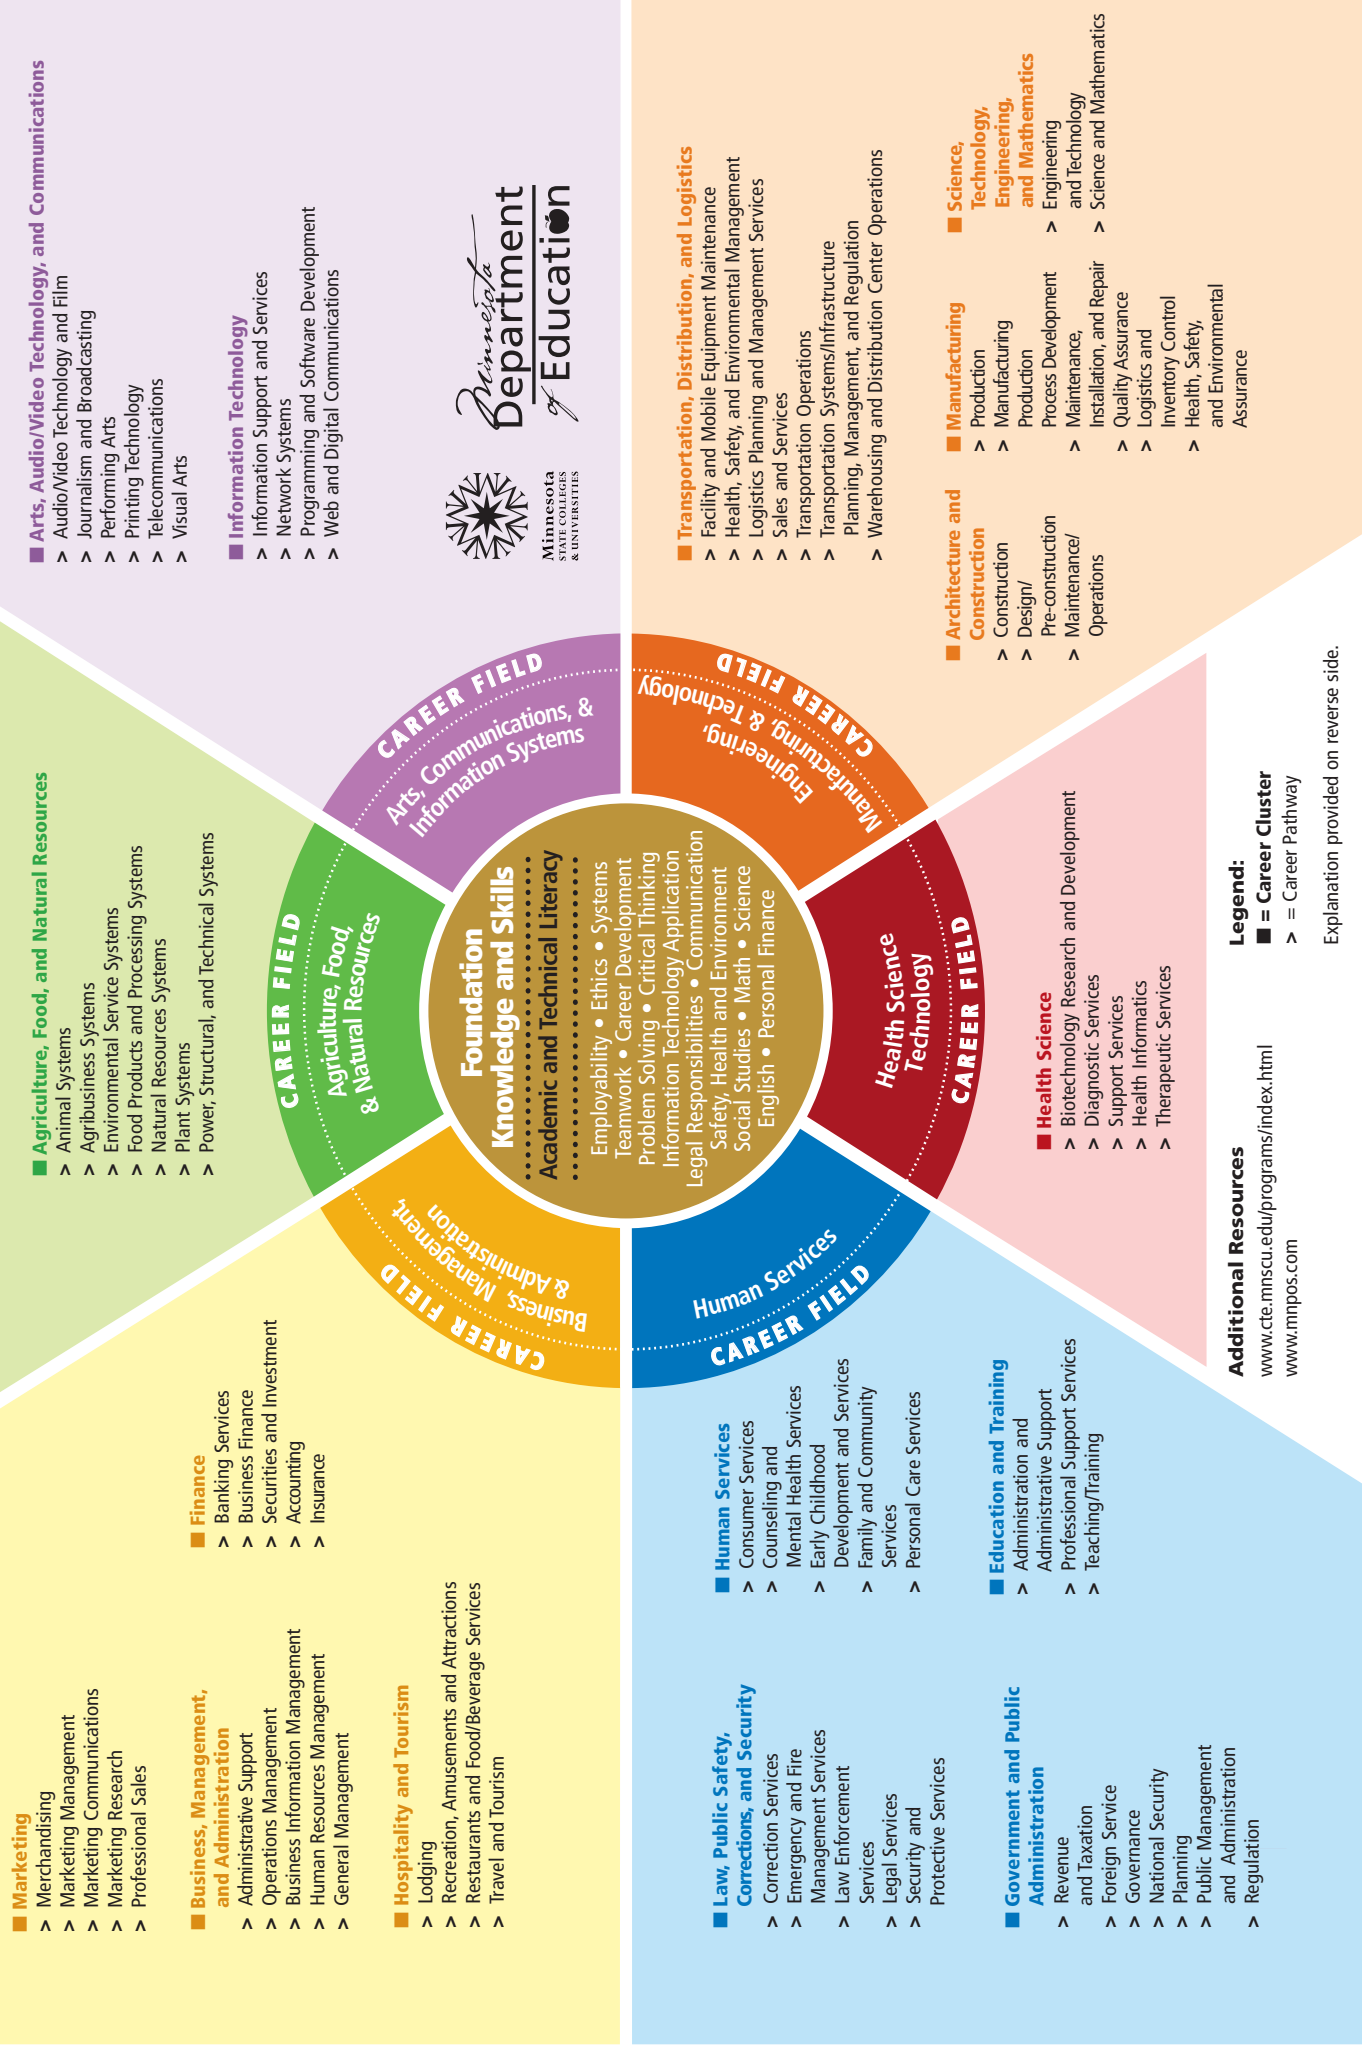 ■ Marketing
> Merchandising
> Marketing Management
> Marketing Communications
> Marketing Research
> Professional Sales
■ Business, Management,
and Administration
> Administrative Support
> Operations Management
> Business Information Management
> Human Resources Management
> General Management
■ Finance
> Banking Services
> Business Finance
> Securities and Investment
> Accounting
> Insurance
■ Hospitality and Tourism
> Lodging
> Recreation, Amusements and Attractions
> Restaurants and Food/Beverage Services
> Travel and Tourism
■ Agriculture, Food, and Natural Resources
> Animal Systems
> Agribusiness Systems
> Environmental Service Systems
> Food Products and Processing Systems
> Natural Resources Systems
> Plant Systems
> Power, Structural, and Technical Systems
■ Arts, Audio/Video Technology, and Communications
> Audio/Video Technology and Film
> Journalism and Broadcasting
> Performing Arts
> Printing Technology
> Telecommunications
> Visual Arts
■ Information Technology
> Information Support and Services
> Network Systems
> Programming and Software Development
> Web and Digital Communications
Minnesota
STATE COLLEGES
& UNIVERSITIES
Minnesota
Department
of Education
CAREER FIELD
Business, Management,
& Administration
CAREER FIELD
Agriculture, Food,
& Natural Resources
CAREER FIELD
Arts, Communications, &
Information Systems
Foundation
Knowledge and Skills
Academic and Technical Literacy
Employability • Ethics • Systems
Teamwork • Career Development
Problem Solving • Critical Thinking
Information Technology Application
Legal Responsibilities • Communication
Safety, Health and Environment
Social Studies • Math • Science
English • Personal Finance
Human Services
CAREER FIELD
Health Science
Technology
CAREER FIELD
Engineering,
Manufacturing, & Technology
CAREER FIELD
■ Law, Public Safety,
Corrections, and Security
> Correction Services
> Emergency and Fire
Management Services
> Law Enforcement
Services
> Legal Services
> Security and
Protective Services
■ Human Services
> Consumer Services
> Counseling and
Mental Health Services
> Early Childhood
Development and Services
> Family and Community
Services
> Personal Care Services
■ Government and Public
Administration
> Revenue
and Taxation
> Foreign Service
> Governance
> National Security
> Planning
> Public Management
and Administration
> Regulation
■ Education and Training
> Administration and
Administrative Support
> Professional Support Services
> Teaching/Training
■ Health Science
> Biotechnology Research and Development
> Diagnostic Services
> Support Services
> Health Informatics
> Therapeutic Services
■ Transportation, Distribution, and Logistics
> Facility and Mobile Equipment Maintenance
> Health, Safety, and Environmental Management
> Logistics Planning and Management Services
> Sales and Services
> Transportation Operations
> Transportation Systems/Infrastructure
Planning, Management, and Regulation
> Warehousing and Distribution Center Operations
■ Architecture and
Construction
> Construction
> Design/
Pre-construction
> Maintenance/
Operations
■ Manufacturing
> Production
> Manufacturing
Production
Process Development
> Maintenance,
Installation, and Repair
> Quality Assurance
> Logistics and
Inventory Control
> Health, Safety,
and Environmental
Assurance
■ Science,
Technology,
Engineering,
and Mathematics
> Engineering
and Technology
> Science and Mathematics
Additional Resources
www.cte.mnscu.edu/programs/index.html
www.mnpos.com
Legend:
■ = Career Cluster
> = Career Pathway
Explanation provided on reverse side.